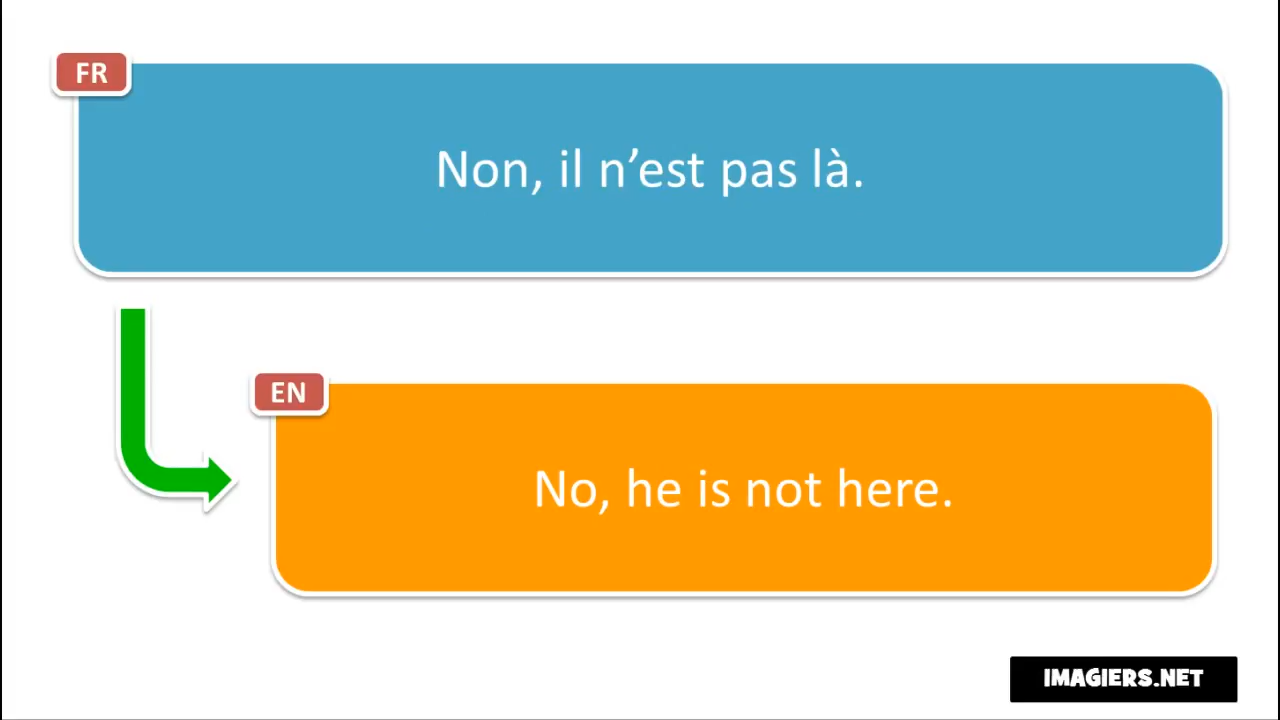 FR
Non, il n’est pas là.
EN
No, he is not here.
IMAGIERS.NET